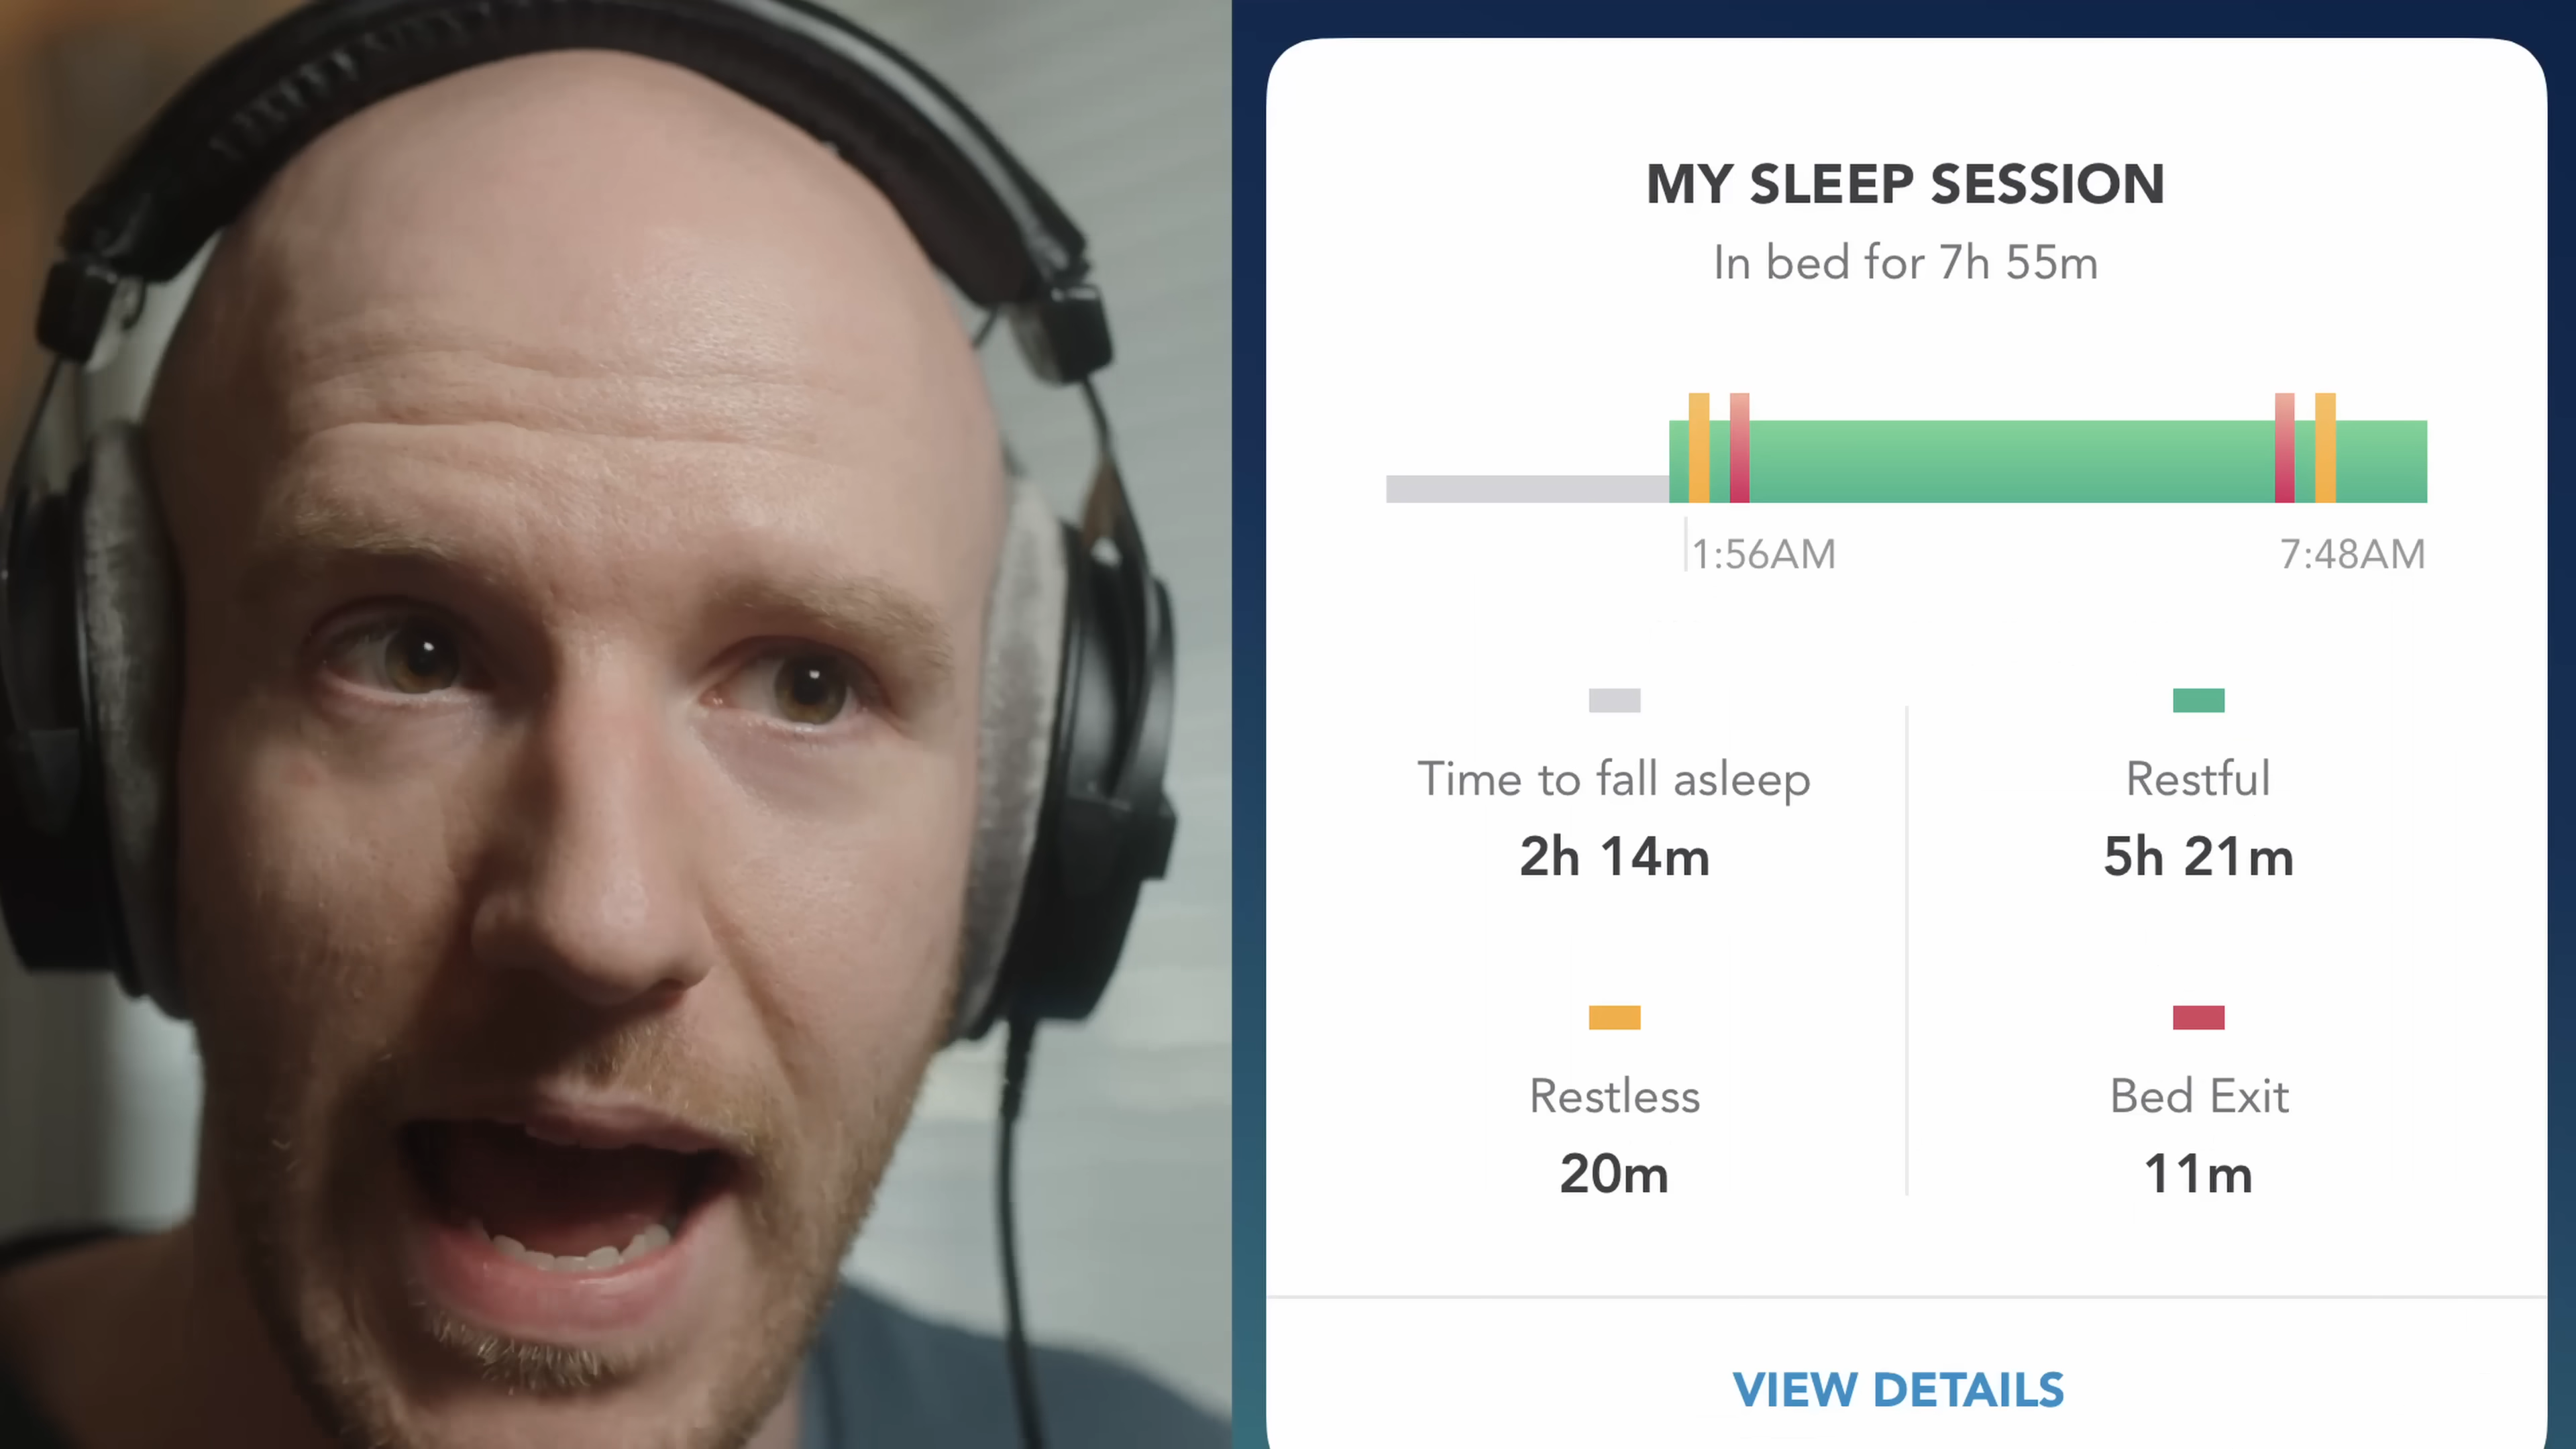 MY SLEEP SESSION
In bed for 7h 55m
1:56AM
7:48AM
Time to fall asleep
2h 14m
Restful
5h 21m
Restless
20m
Bed Exit
11m
VIEW DETAILS